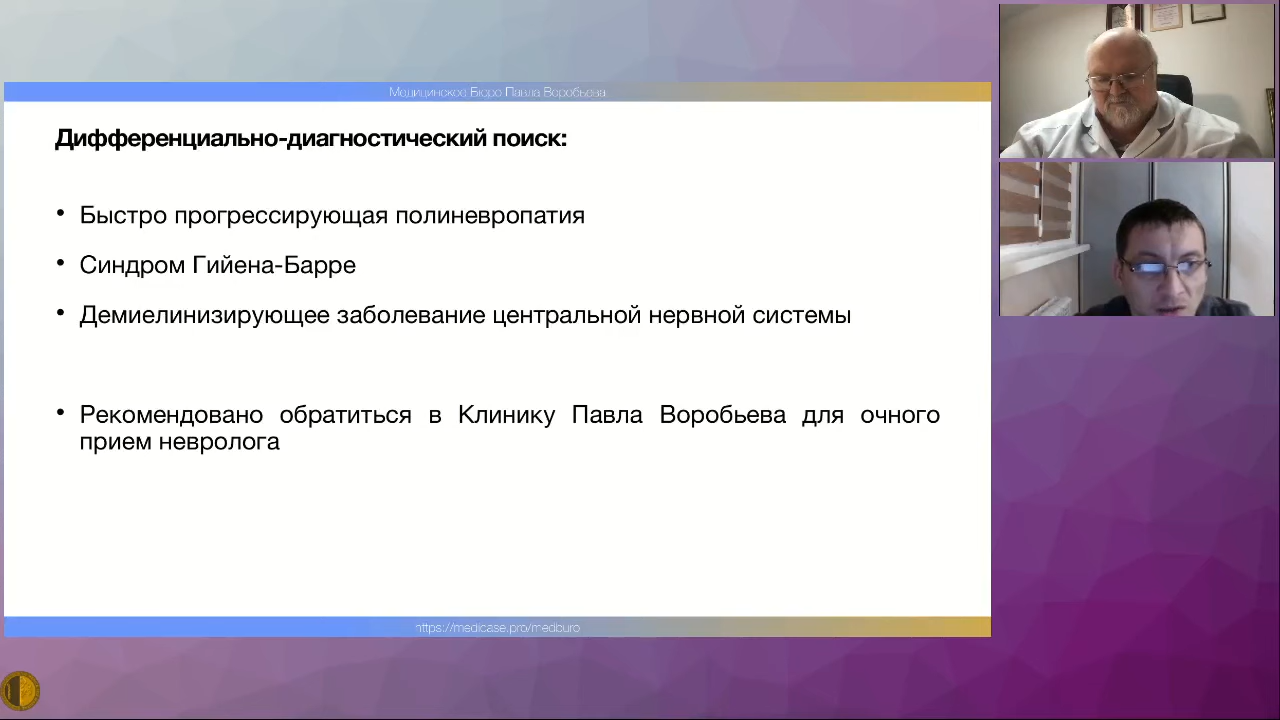 Медицинское Бюро Павла Воробьева
Дифференциально-диагностический поиск:
• Быстро прогрессирующая полиневропатия
• Синдром Гийена-Барре
• Демиелинизирующее заболевание центральной нервной системы
• Рекомендовано обратиться в Клинику Павла Воробьева для очного
прием невролога
https://medicase.pro/medburo